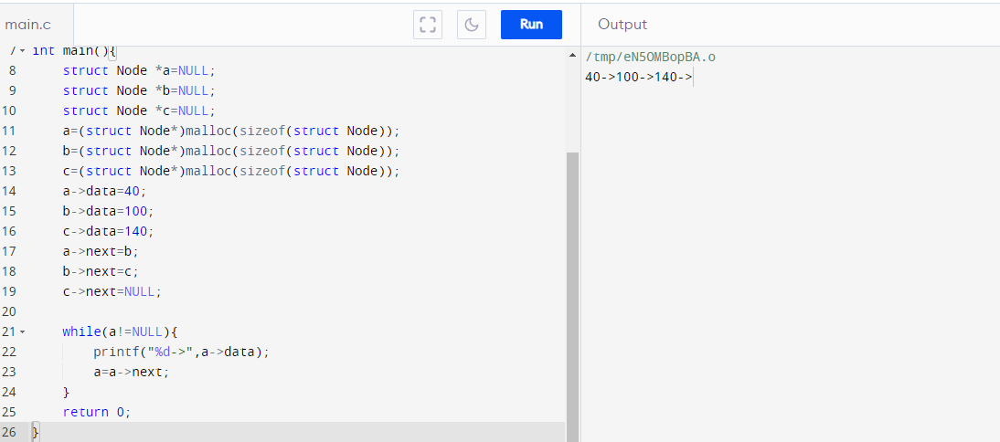 main.c
Run
Output
7 int main(){
8 struct Node *a=NULL;
9 struct Node *b=NULL;
10 struct Node *c=NULL;
11 a=(struct Node*)malloc(sizeof(struct Node));
12 b=(struct Node*)malloc(sizeof(struct Node));
13 c=(struct Node*)malloc(sizeof(struct Node));
14 a->data=40;
15 b->data=100;
16 c->data=140;
17 a->next=b;
18 b->next=c;
19 c->next=NULL;
20
21 while(a!=NULL){
22 printf("%d->",a->data);
23 a=a->next;
24 }
25 return 0;
26 }
/tmp/eN5OMBopBA.o
40->100->140->